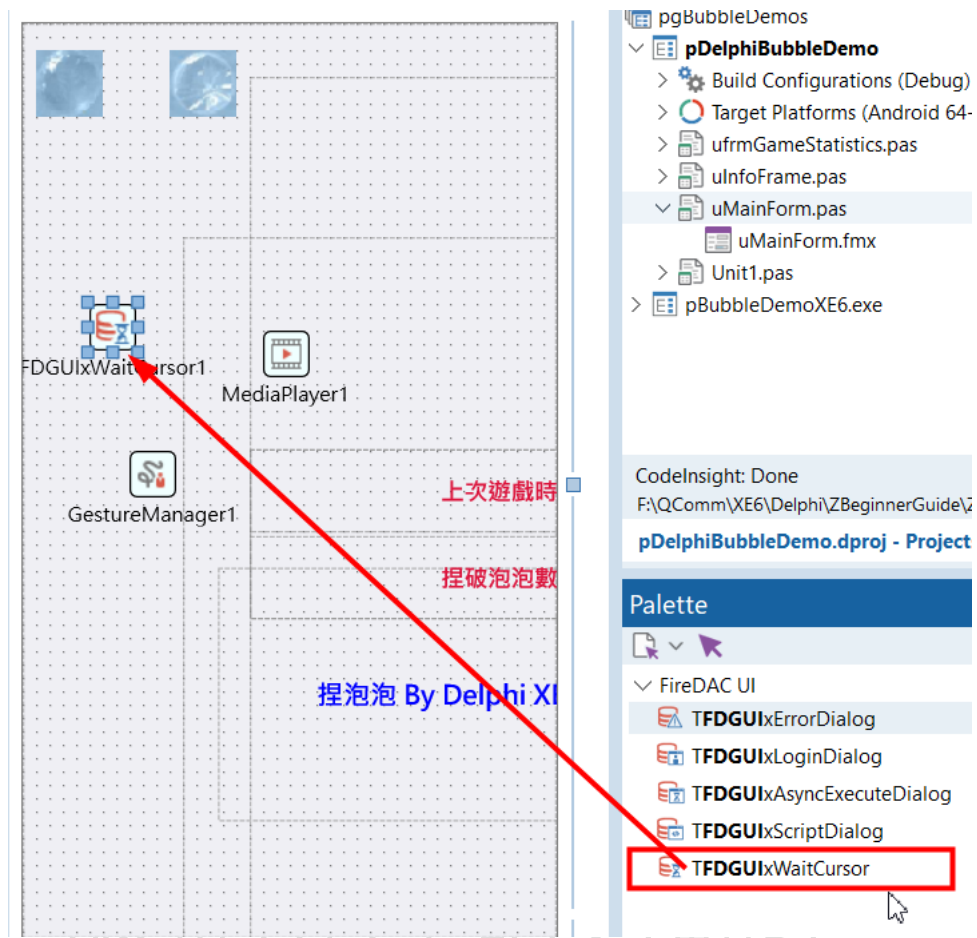 FDGUIxWaitCursor1
MediaPlayer1
GestureManager1
上次遊戲時
捏破泡泡數
捏泡泡 By Delphi XE
pgBubbleDemos
pDelphiBubbleDemo
Build Configurations (Debug)
Target Platforms (Android 64-
ufrmGameStatistics.pas
uInfoFrame.pas
uMainForm.pas
uMainForm.fmx
Unit1.pas
pBubbleDemoXE6.exe
CodeInsight: Done
F:\QComm\XE6\Delphi\ZBeginnerGuide\Z
pDelphiBubbleDemo.dproj - Projects
Palette
FireDAC UI
TFDGUIxErrorDialog
TFDGUIxLoginDialog
TFDGUIxAsyncExecuteDialog
TFDGUIxScriptDialog
TFDGUIxWaitCursor